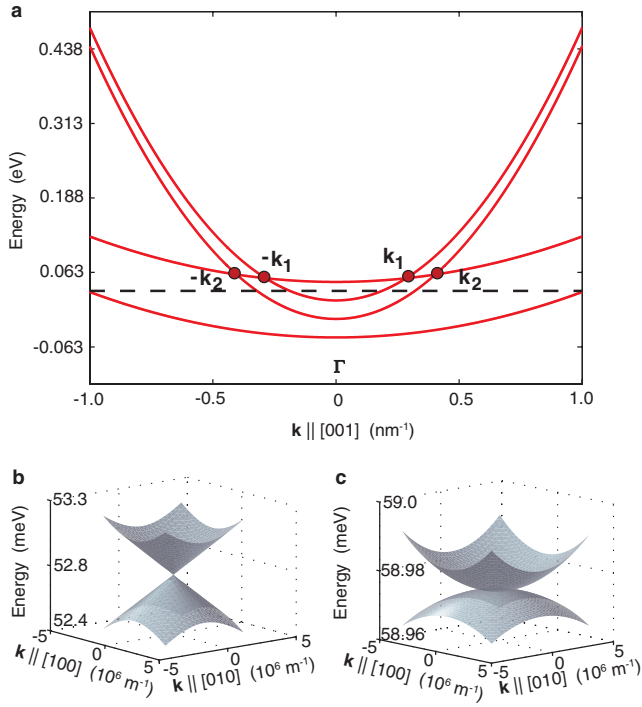 a
Energy (eV)
0.438
0.313
0.188
0.063
-0.063
-k₂
-k₁
k₁
k₂
Γ
-1.0
-0.5
0
0.5
1.0
k || [001] (nm⁻¹)
b
Energy (meV)
53.3
52.8
52.4
-5
0
5
-5
0
5
k || [100] (10⁶ m⁻¹)
k || [010] (10⁶ m⁻¹)
c
Energy (meV)
59.0
58.98
58.96
-5
0
5
-5
0
5
k || [100] (10⁶ m⁻¹)
k || [010] (10⁶ m⁻¹)